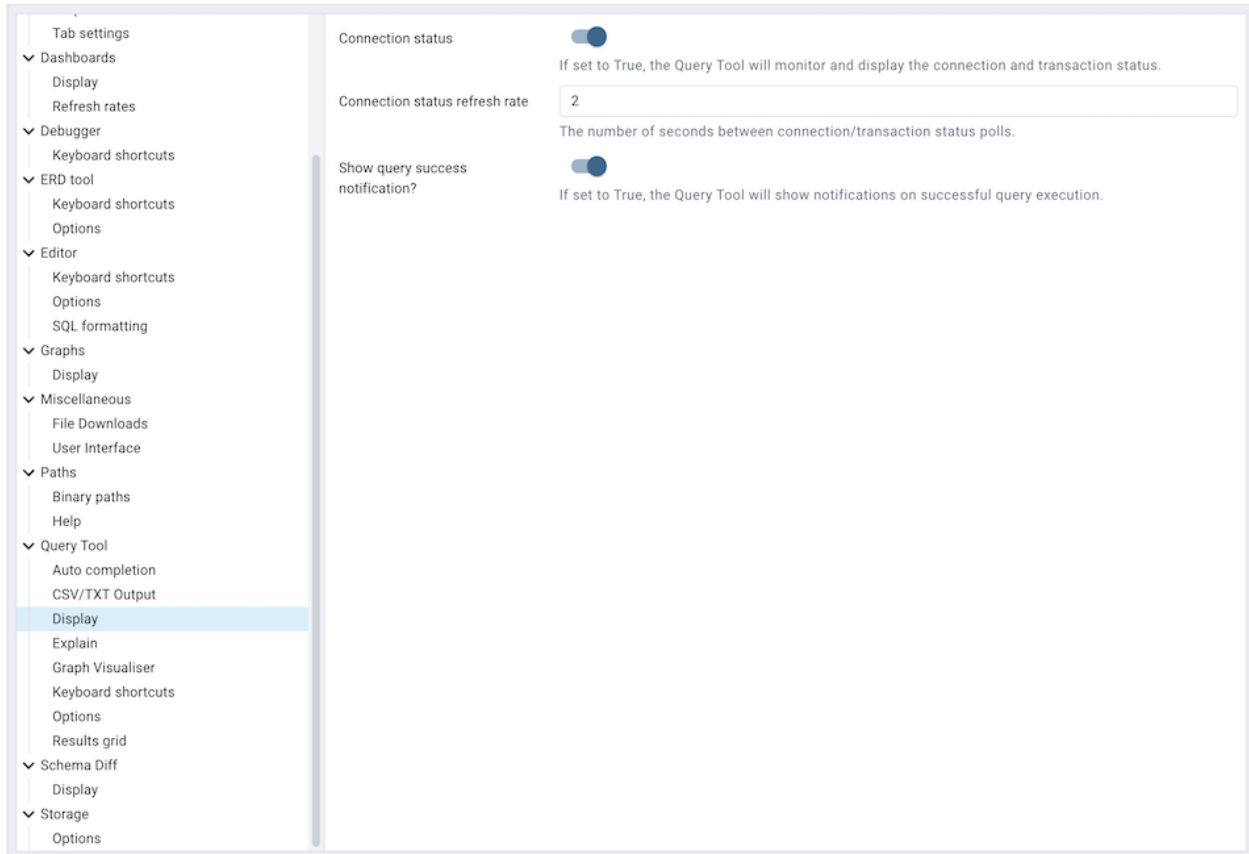 Tab settings
Dashboards
Display
Refresh rates
Debugger
Keyboard shortcuts
ERD tool
Keyboard shortcuts
Options
Editor
Keyboard shortcuts
Options
SQL formatting
Graphs
Display
Miscellaneous
File Downloads
User Interface
Paths
Binary paths
Help
Query Tool
Auto completion
CSV/TXT Output
Display
Explain
Graph Visualiser
Keyboard shortcuts
Options
Results grid
Schema Diff
Display
Storage
Options
Connection status
If set to True, the Query Tool will monitor and display the connection and transaction status.
Connection status refresh rate
2
The number of seconds between connection/transaction status polls.
Show query success
notification?
If set to True, the Query Tool will show notifications on successful query execution.